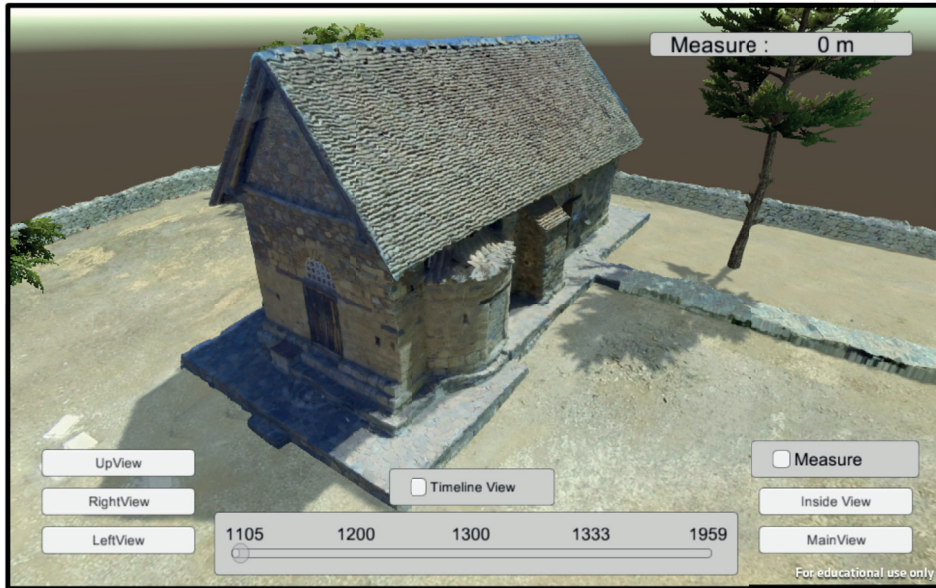 Measure : 0 m
UpView
RightView
LeftView
Timeline View
1105 1200 1300 1333 1959
Measure
Inside View
MainView
For educational use only